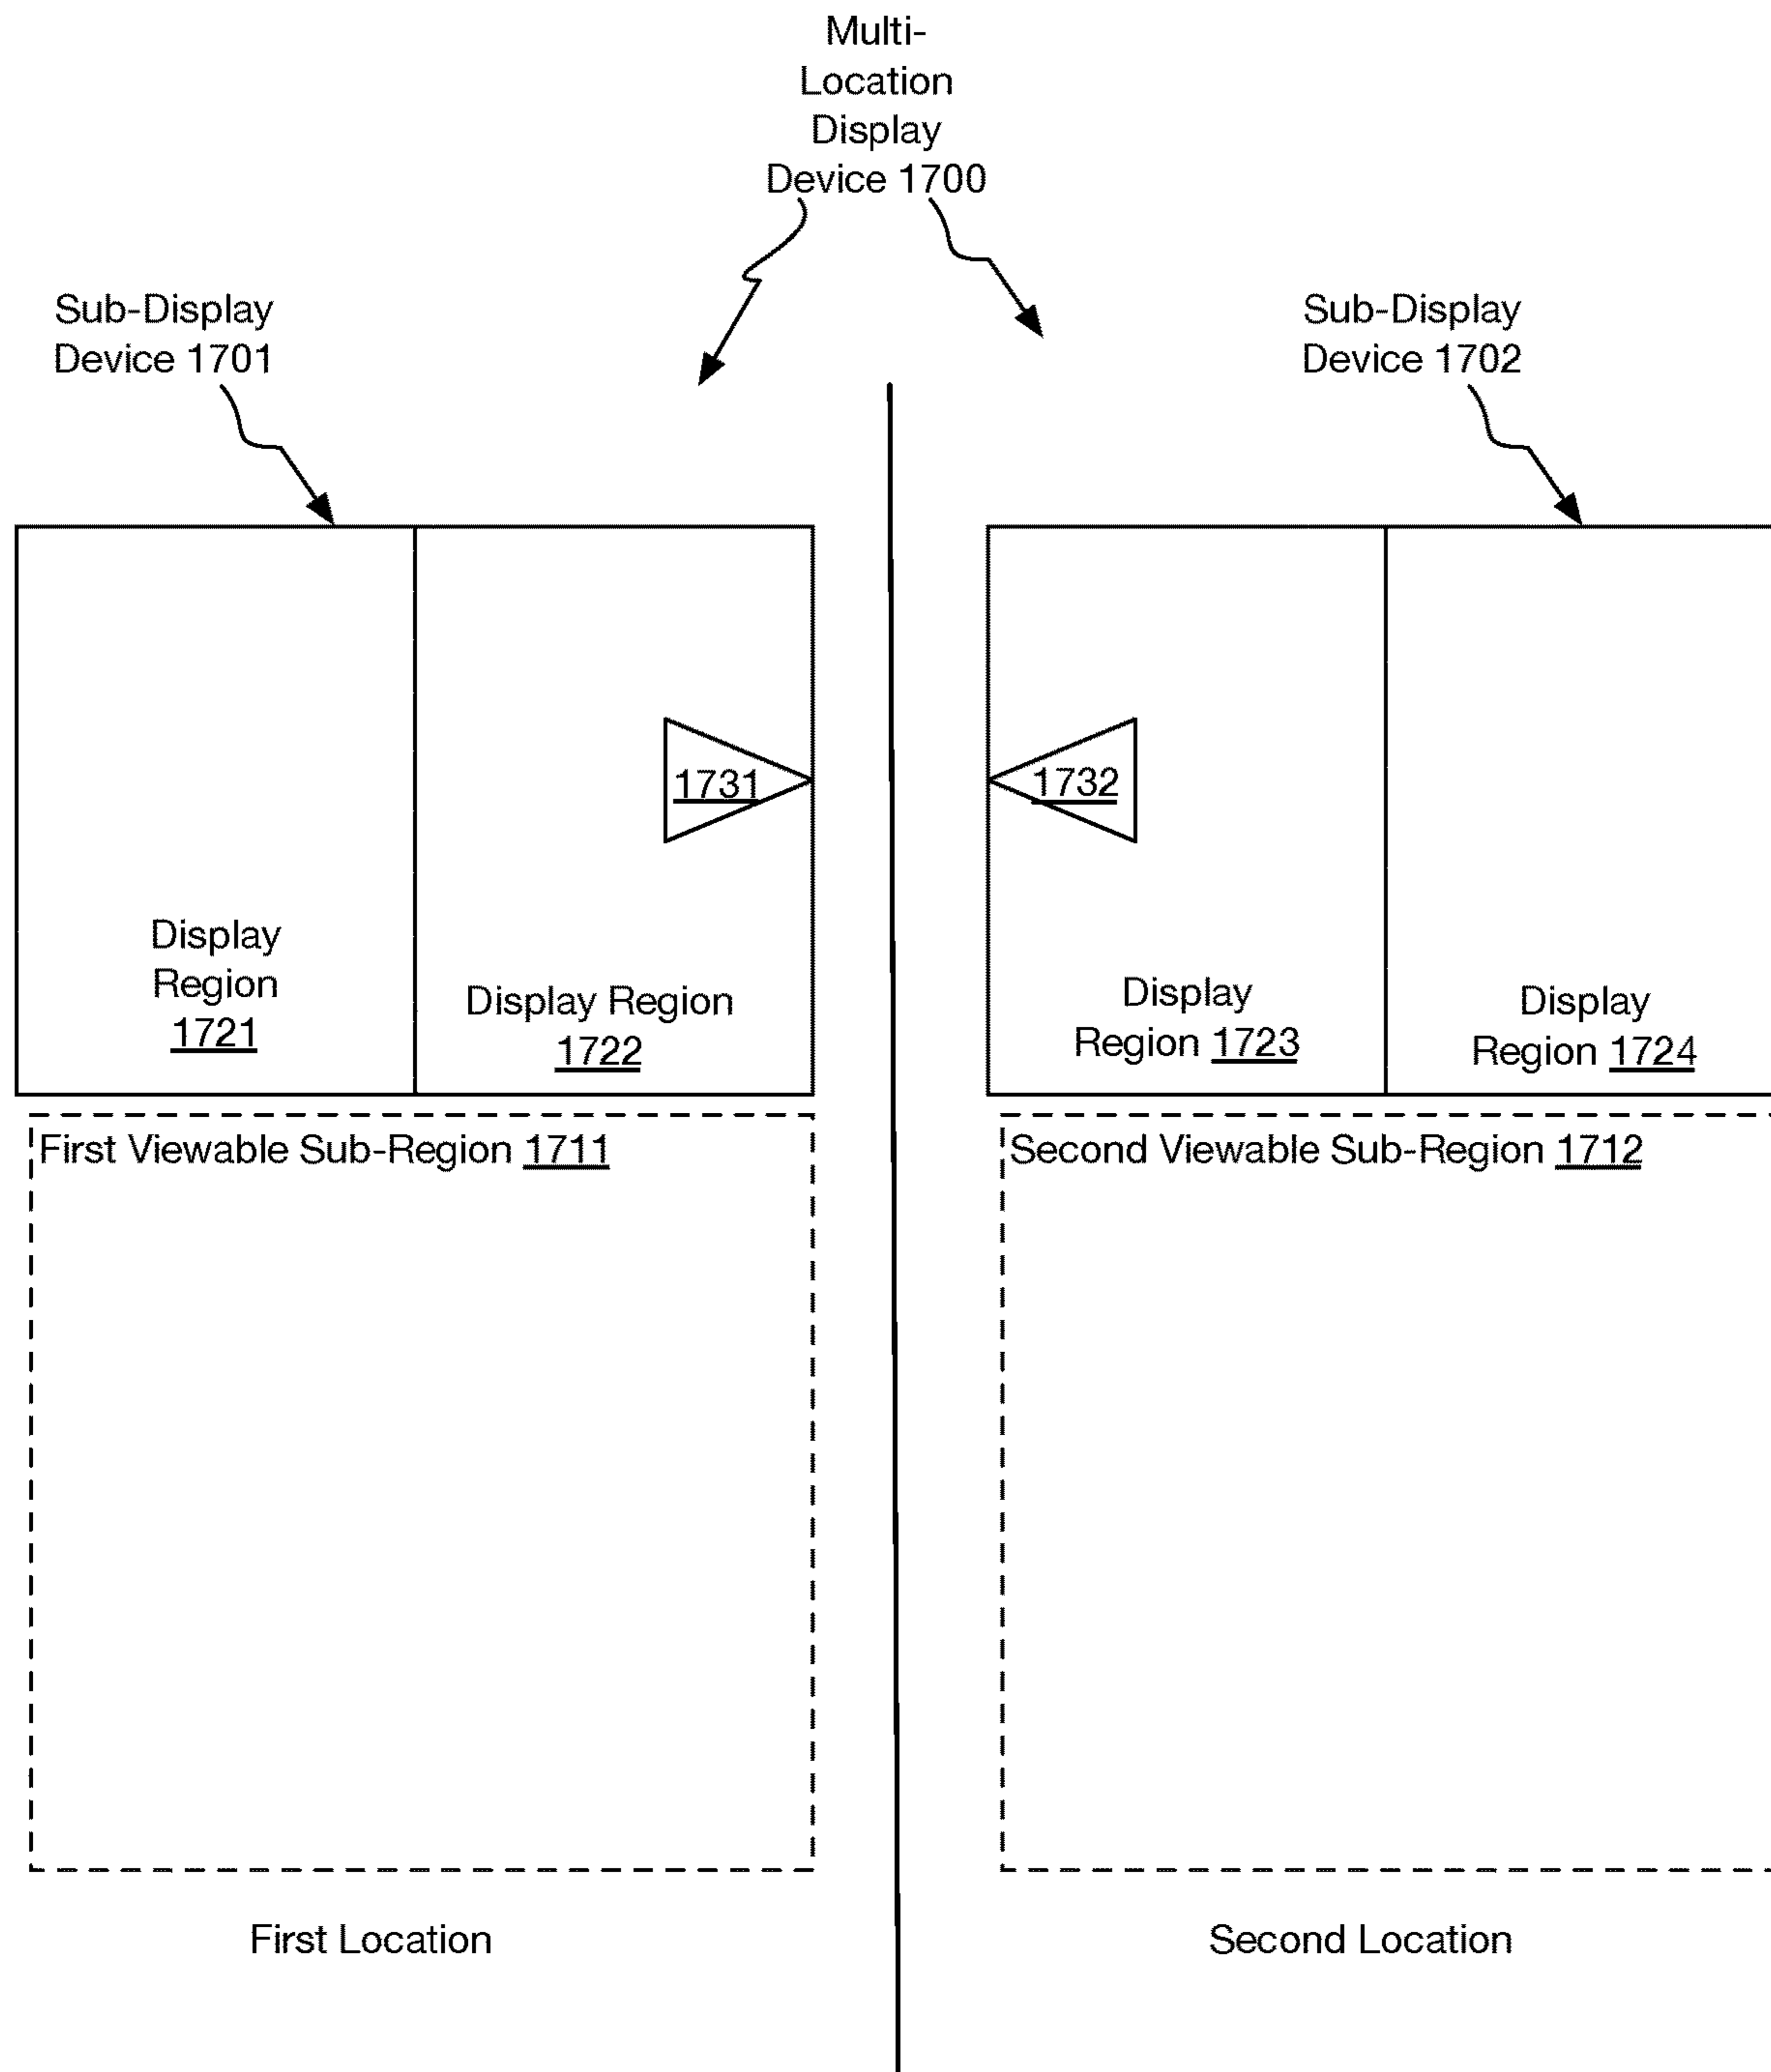 Multi-
Location
Display
Device 1700
Sub-Display
Device 1701
Sub-Display
Device 1702
1731
1732
Display
Region
1721
Display Region
1722
Display
Region 1723
Display
Region 1724
First Viewable Sub-Region 1711
Second Viewable Sub-Region 1712
First Location
Second Location